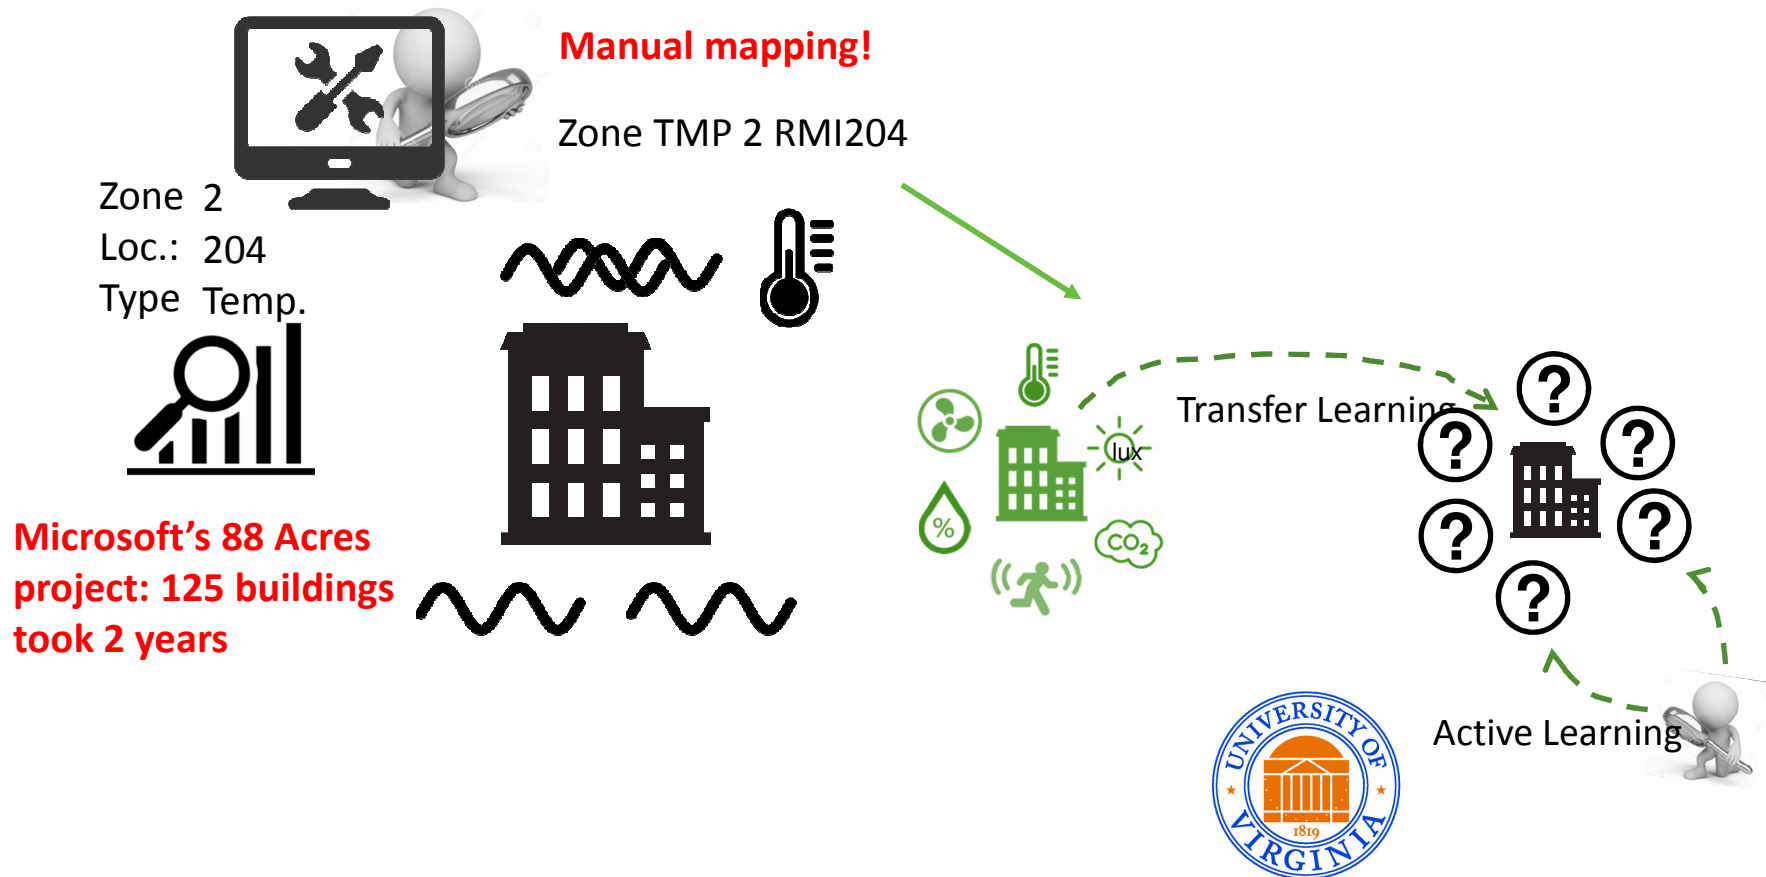 Manual mapping!
Zone TMP 2 RMI204
Zone 2
Loc.: 204
Type Temp.
Microsoft’s 88 Acres
project: 125 buildings
took 2 years
lux
%
CO2
Transfer Learning
?
?
?
?
?
?
Active Learning
UNIVERSITY OF
VIRGINIA
1819